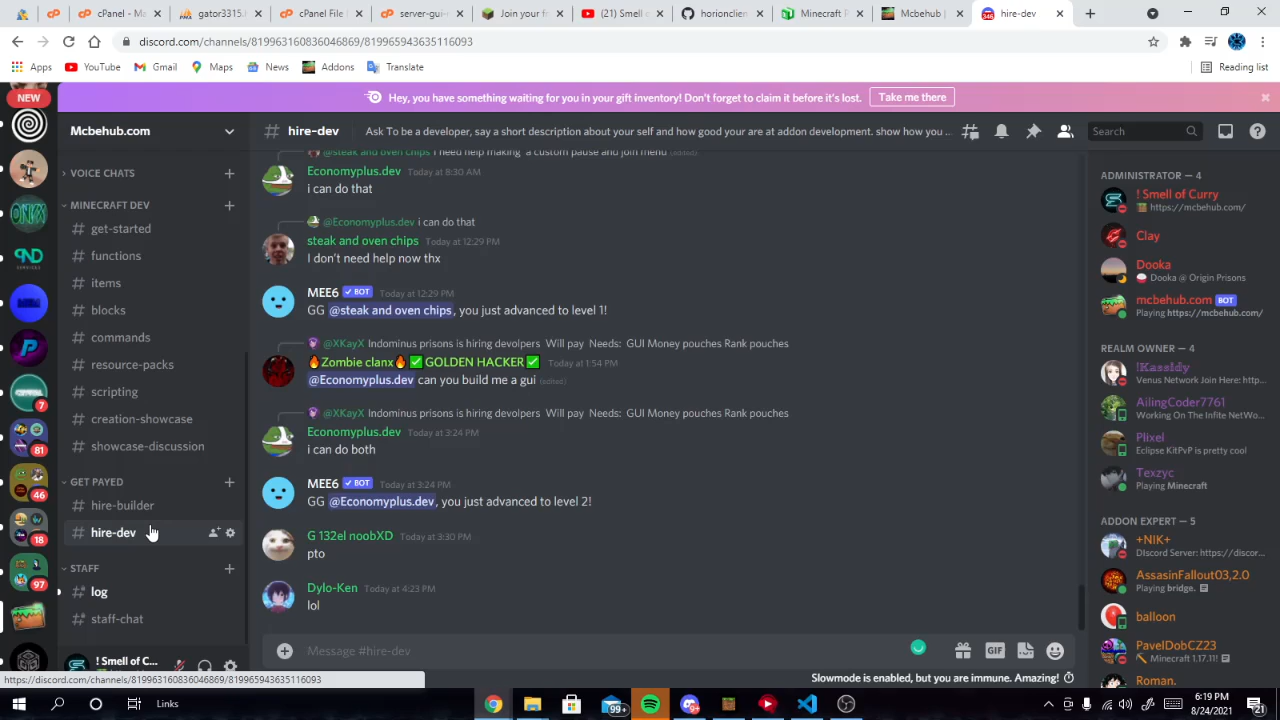 cPanel - Ma
gator3315.
cPanel File
server-gui-
Join your f
(21) Smell
horionclien
Minecraft P
Mcbehub |
346
hire-dev
discord.com/channels/819963160836046869/819965943635116093
Apps
YouTube
Gmail
Maps
News
Addons
Translate
Reading list
NEW
Hey, you have something waiting for you in your gift inventory! Don't forget to claim it before it's lost.
Take me there
Mcbehub.com
hire-dev
Ask To be a developer, say a short description about your self and how good your are at addon development. show how you ...
Search
VOICE CHATS
MINECRAFT DEV
get-started
functions
items
blocks
commands
resource-packs
scripting
creation-showcase
showcase-discussion
GET PAYED
hire-builder
hire-dev
STAFF
log
staff-chat
! Smell of C...
7
81
46
18
97
@steak and oven chips I need help making a custom pause and join menu (edited)
Economyplus.dev Today at 8:30 AM
i can do that
@Economyplus.dev i can do that
steak and oven chips Today at 12:29 PM
I don't need help now thx
MEE6 BOT Today at 12:29 PM
GG @steak and oven chips, you just advanced to level 1!
@XKayX Indominus prisons is hiring devolpers Will pay Needs: GUI Money pouches Rank pouches
🔥Zombie clanx🔥✅GOLDEN HACKER✅ Today at 1:54 PM
@Economyplus.dev can you build me a gui (edited)
@XKayX Indominus prisons is hiring devolpers Will pay Needs: GUI Money pouches Rank pouches
Economyplus.dev Today at 3:24 PM
i can do both
MEE6 BOT Today at 3:24 PM
GG @Economyplus.dev, you just advanced to level 2!
G 132el noobXD Today at 3:30 PM
pto
Dylo-Ken Today at 4:23 PM
lol
Message #hire-dev
GIF
Slowmode is enabled, but you are immune. Amazing!
ADMINISTRATOR — 4
! Smell of Curry
https://mcbehub.com/
Clay
Dooka
Dooka @ Origin Prisons
mcbehub.com BOT
Playing https://mcbehub.com/
REALM OWNER — 4
!Kassidy
Venus Network Join Here: http...
AilingCoder7761
Working On The Infite NetWo...
Plixel
Eclipse KitPvP is pretty cool
Texzyc
Playing Minecraft
ADDON EXPERT — 5
+NIK+
DIscord Server: https://discor...
AssasinFallout03,2.0
Playing bridge.
balloon
PavelDobCZ23
Minecraft 1.17.11!
Roman.
https://discord.com/channels/819963160836046869/819965943635116093
Links
99+
6:19 PM
8/24/2021
21